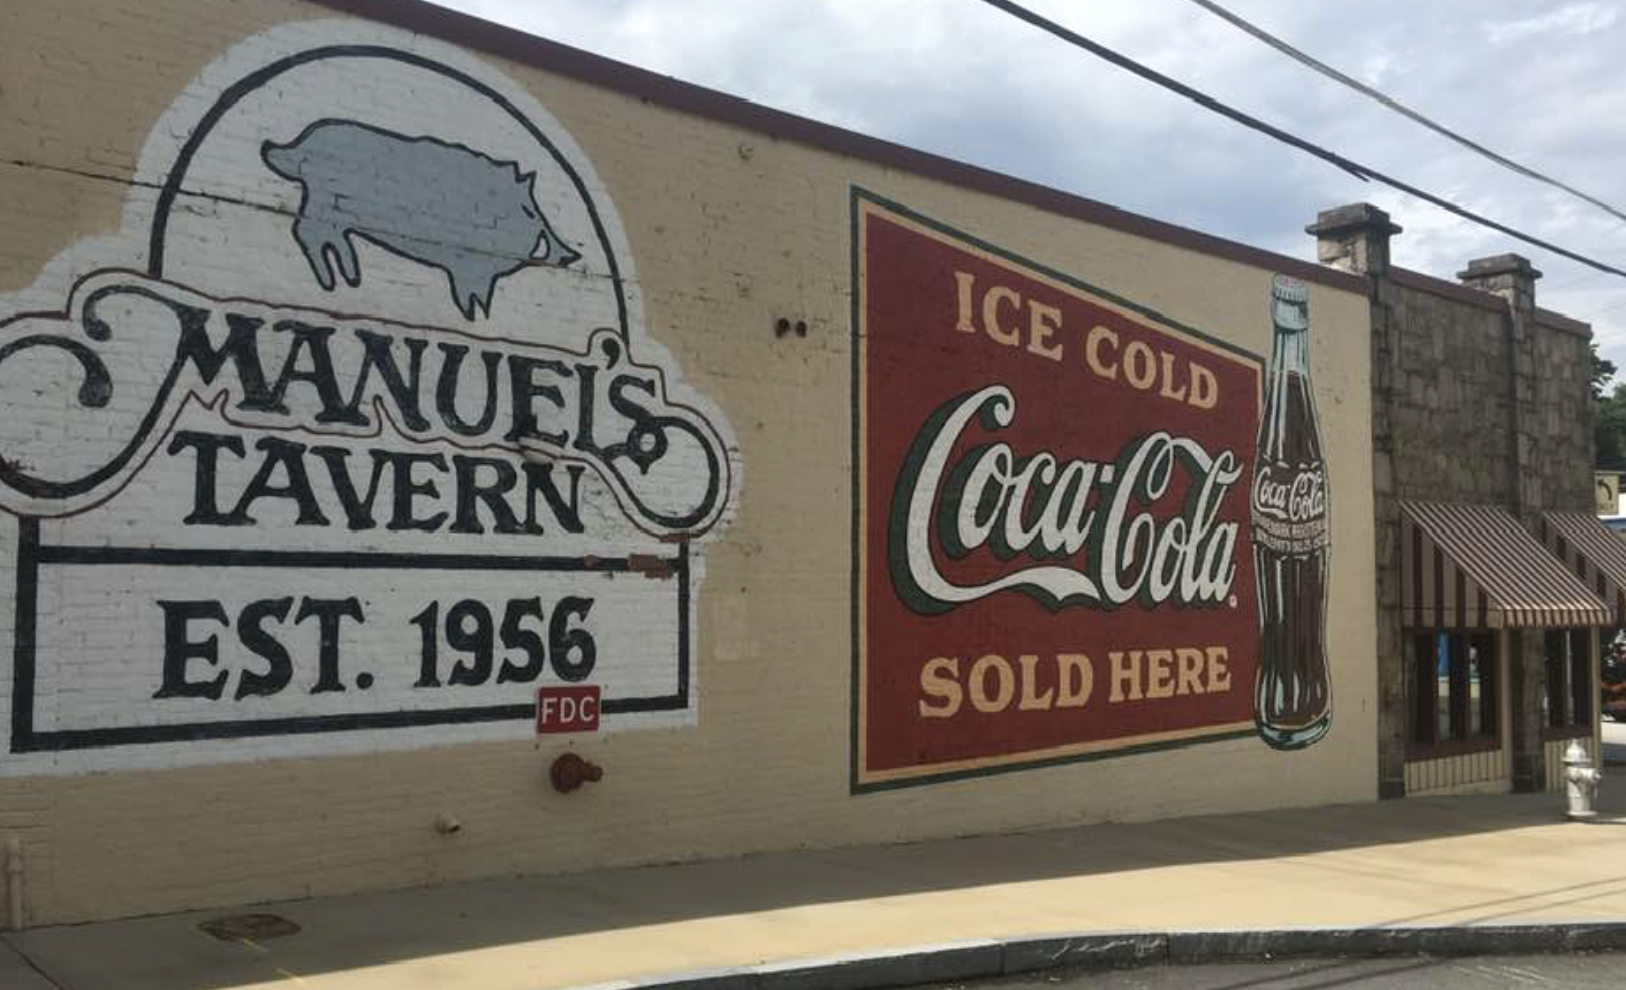 MANUEL'S
TAVERN
EST. 1956
FDC
ICE COLD
Coca-Cola®
SOLD HERE
Coca-Cola